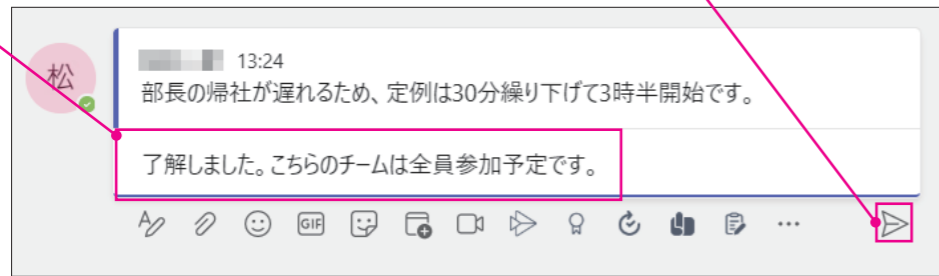 松
13:24
部長の帰社が遅れるため、定例は30分繰り下げて3時半開始です。
了解しました。こちらのチームは全員参加予定です。
GIF